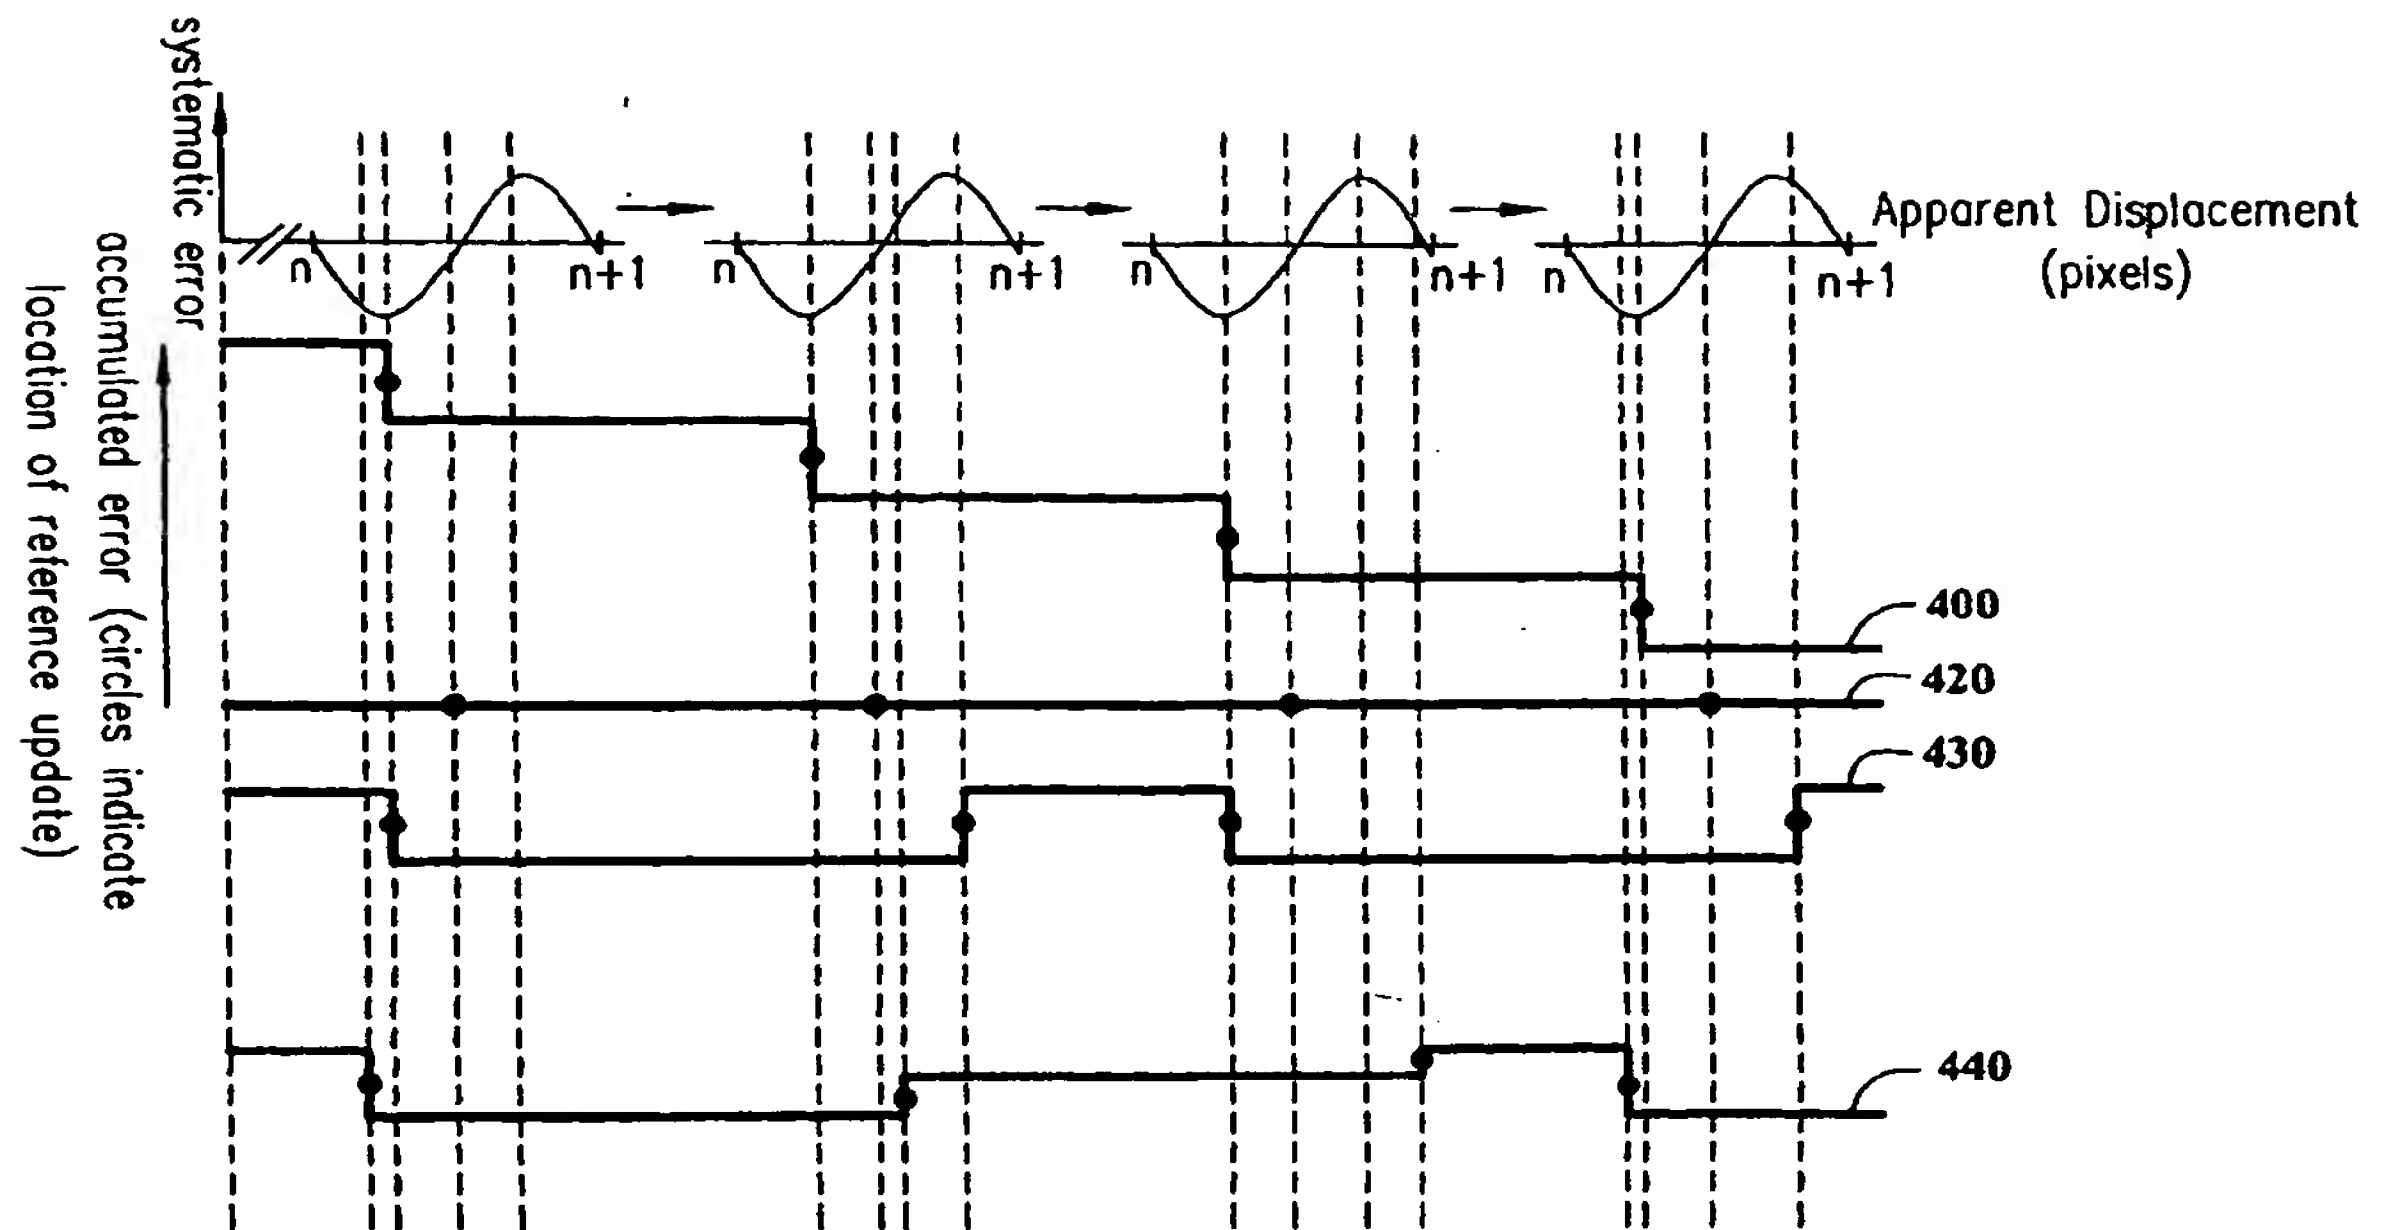 systematic error
n
n+1
n
n+1
n
n+1
n
n+1
Apparent Displacement
(pixels)
accumulated error (circles indicate
location of reference update)
400
420
430
440